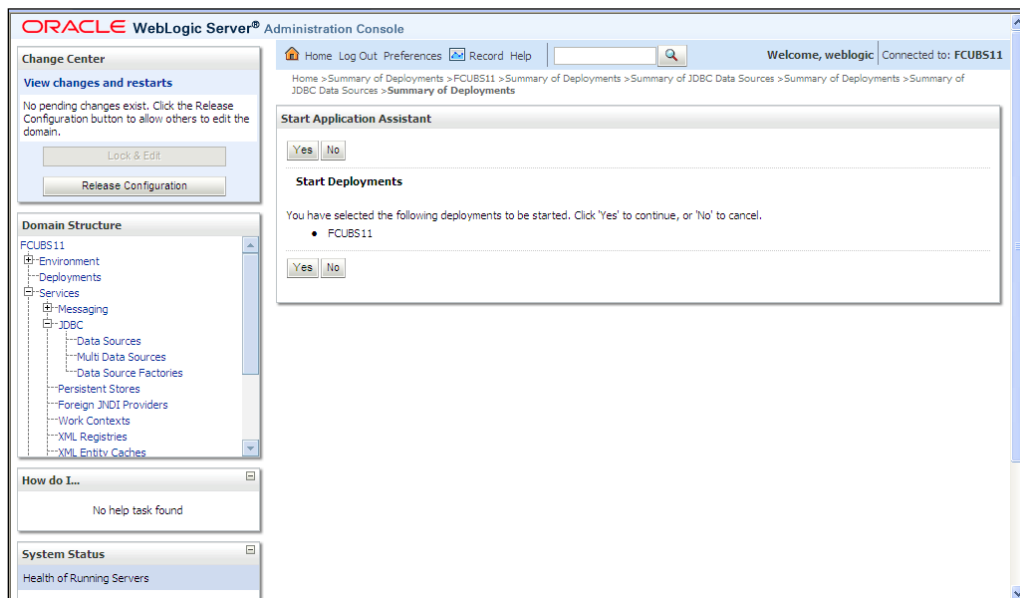 ORACLE WebLogic Server® Administration Console
Change Center
View changes and restarts
No pending changes exist. Click the Release
Configuration button to allow others to edit the
domain.
Lock & Edit
Release Configuration
Domain Structure
FCUBS11
Environment
Deployments
Services
Messaging
JDBC
Data Sources
Multi Data Sources
Data Source Factories
Persistent Stores
Foreign JNDI Providers
Work Contexts
XML Registries
XML Entity Caches
How do I...
No help task found
System Status
Health of Running Servers
Home Log Out Preferences Record Help
Welcome, weblogic Connected to: FCUBS11
Home >Summary of Deployments >FCUBS11 >Summary of Deployments >Summary of JDBC Data Sources >Summary of Deployments >Summary of
JDBC Data Sources >Summary of Deployments
Start Application Assistant
Yes No
Start Deployments
You have selected the following deployments to be started. Click 'Yes' to continue, or 'No' to cancel.
• FCUBS11
Yes No